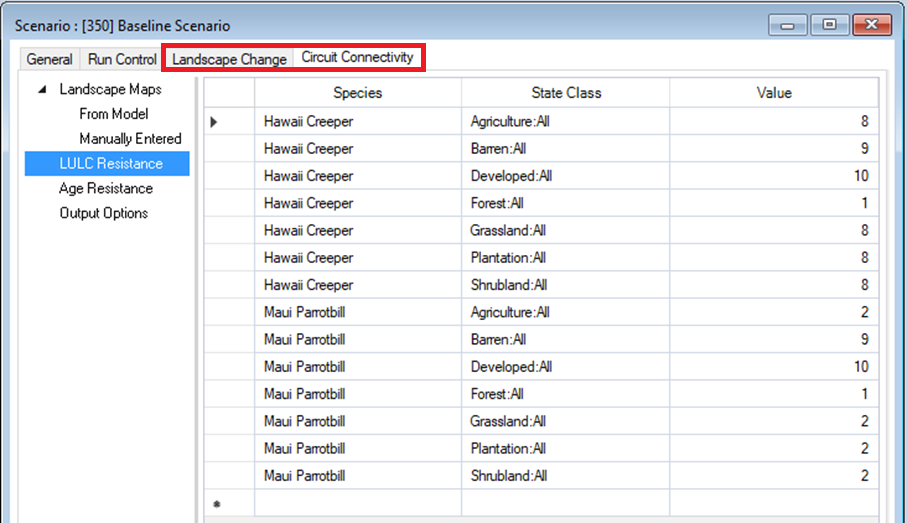 Scenario : [350] Baseline Scenario
General Run Control Landscape Change Circuit Connectivity
Landscape Maps
From Model
Manually Entered
LULC Resistance
Age Resistance
Output Options
Species State Class Value
Hawaii Creeper Agriculture:All 8
Hawaii Creeper Barren:All 9
Hawaii Creeper Developed:All 10
Hawaii Creeper Forest:All 1
Hawaii Creeper Grassland:All 8
Hawaii Creeper Plantation:All 8
Hawaii Creeper Shrubland:All 8
Maui Parrotbill Agriculture:All 2
Maui Parrotbill Barren:All 9
Maui Parrotbill Developed:All 10
Maui Parrotbill Forest:All 1
Maui Parrotbill Grassland:All 2
Maui Parrotbill Plantation:All 2
Maui Parrotbill Shrubland:All 2